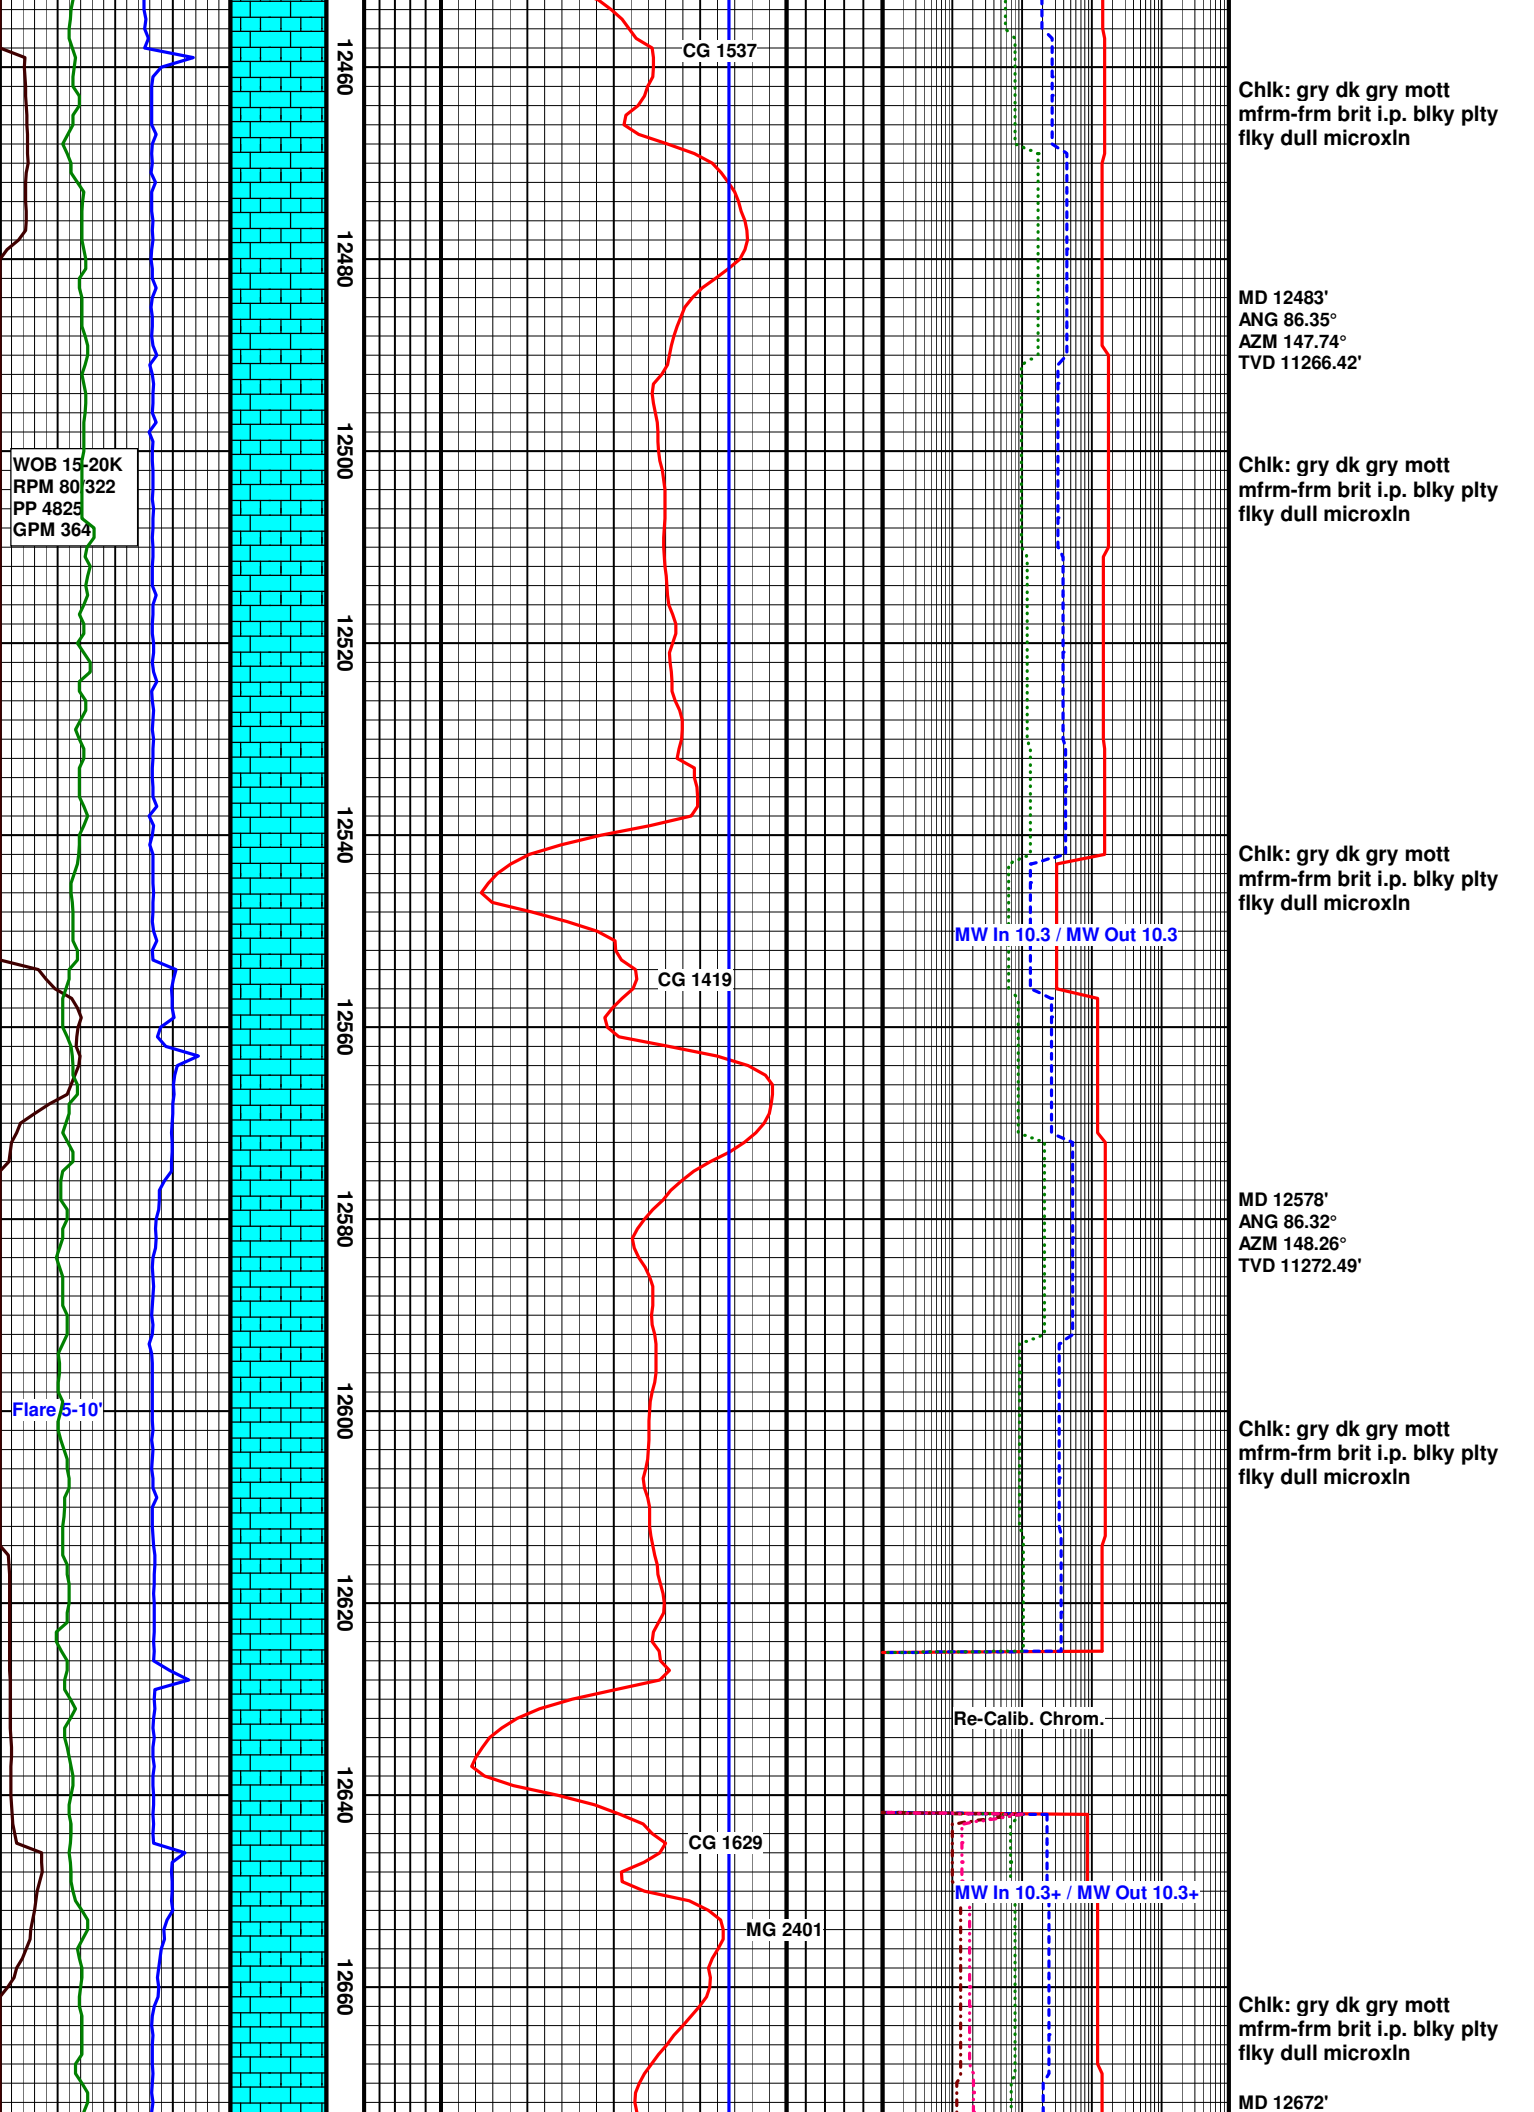 CG 1537
12460
Chlk: gry dk gry mott
mfrm-frm brit i.p. blky plty
flky dull microxln
12480
MD 12483'
ANG 86.35°
AZM 147.74°
TVD 11266.42'
WOB 15-20K
RPM 80/322
PP 4825
GPM 364
12500
Chlk: gry dk gry mott
mfrm-frm brit i.p. blky plty
flky dull microxln
12520
12540
Chlk: gry dk gry mott
mfrm-frm brit i.p. blky plty
flky dull microxln
MW In 10.3 / MW Out 10.3
CG 1419
12560
12580
MD 12578'
ANG 86.32°
AZM 148.26°
TVD 11272.49'
Flare 5-10'
12600
Chlk: gry dk gry mott
mfrm-frm brit i.p. blky plty
flky dull microxln
12620
Re-Calib. Chrom.
12640
CG 1629
MW In 10.3+ / MW Out 10.3+
MG 2401
12660
Chlk: gry dk gry mott
mfrm-frm brit i.p. blky plty
flky dull microxln
MD 12672'